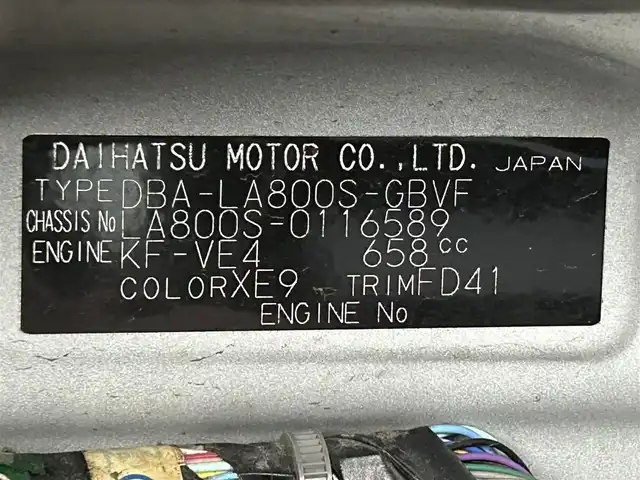 DAIHATSU MOTOR CO.,LTD. JAPAN
TYPE DBA-LA800S-GBVF
CHASSIS No LA800S-0116589
ENGINE KF-VE4 658cc
COLOR XE9 TRIM FD41
ENGINE No